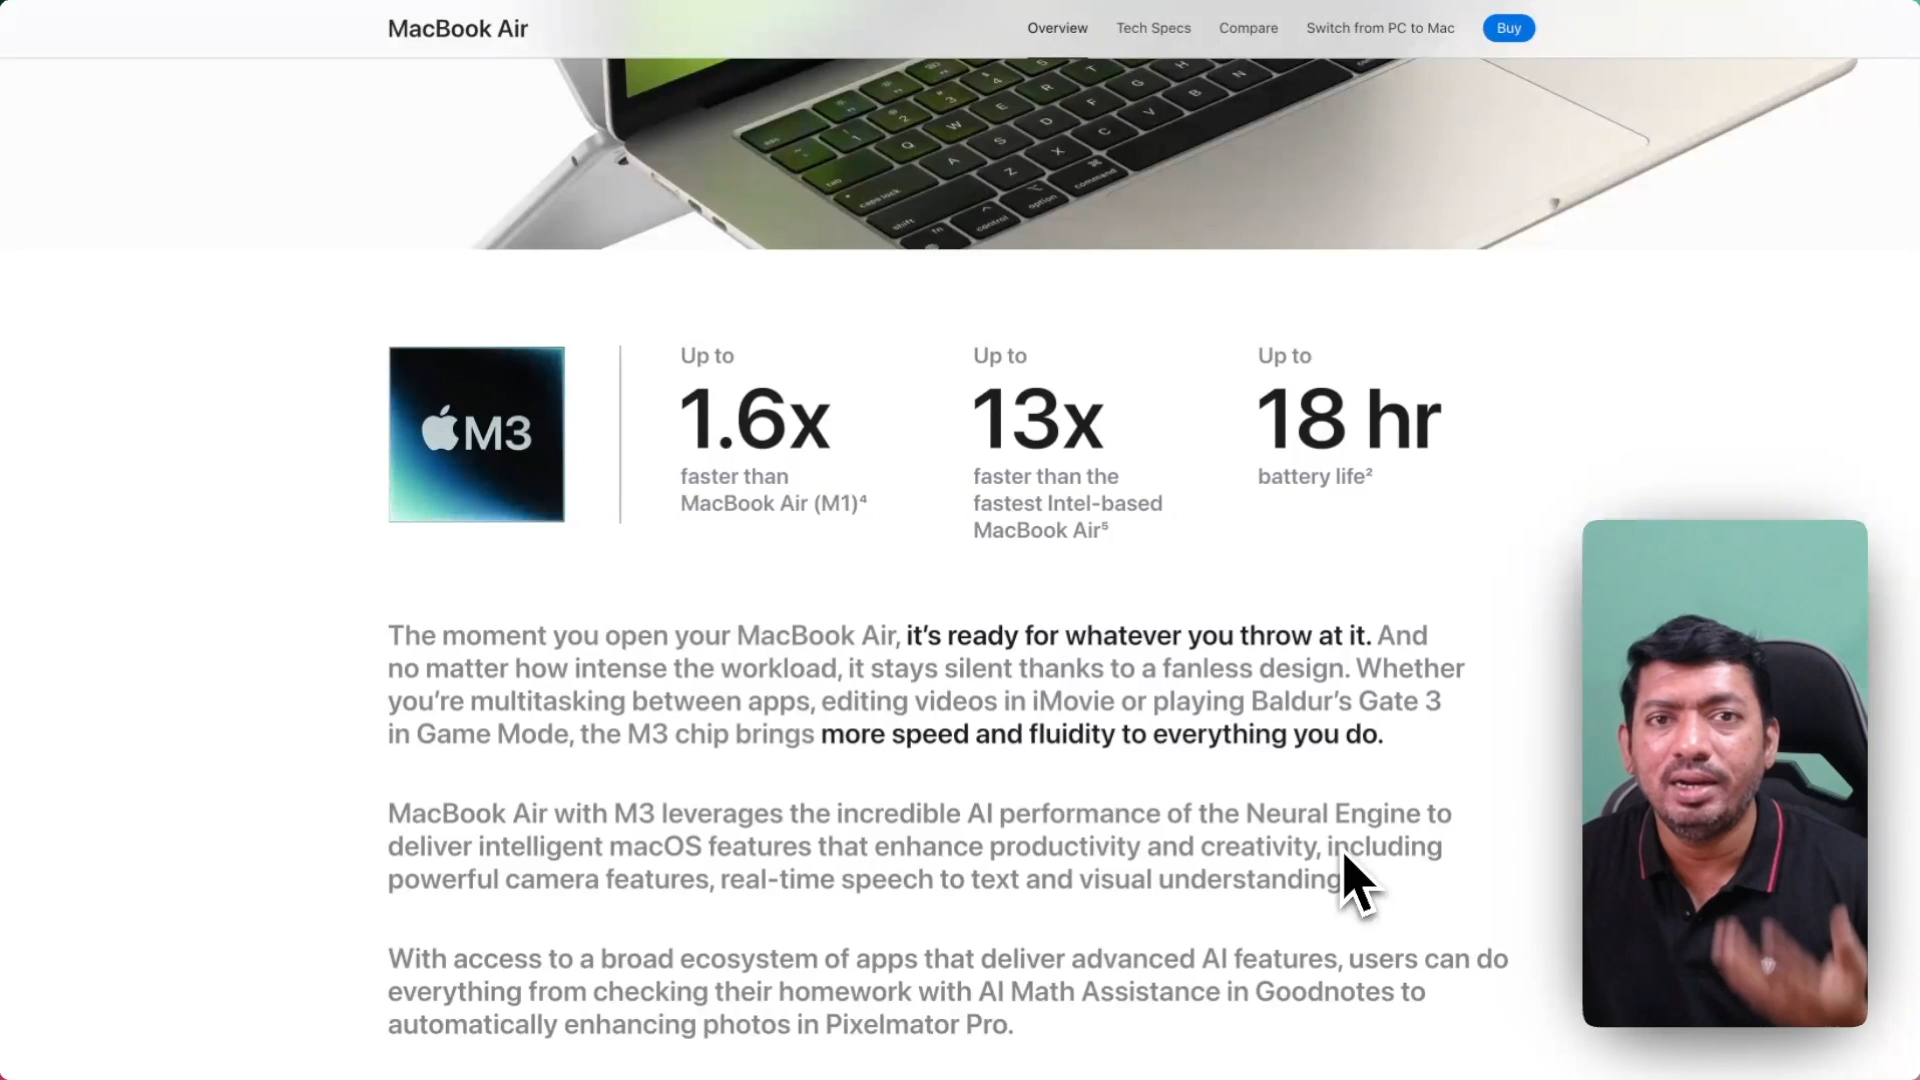 MacBook Air
Overview
Tech Specs
Compare
Switch from PC to Mac
Buy
tab
caps lock
shift
fn
control
option
command
M3
Up to
1.6x
faster than
MacBook Air (M1)⁴
Up to
13x
faster than the
fastest Intel-based
MacBook Air⁵
Up to
18 hr
battery life²
The moment you open your MacBook Air, it’s ready for whatever you throw at it. And
no matter how intense the workload, it stays silent thanks to a fanless design. Whether
you’re multitasking between apps, editing videos in iMovie or playing Baldur’s Gate 3
in Game Mode, the M3 chip brings more speed and fluidity to everything you do.
MacBook Air with M3 leverages the incredible AI performance of the Neural Engine to
deliver intelligent macOS features that enhance productivity and creativity, including
powerful camera features, real-time speech to text and visual understanding
With access to a broad ecosystem of apps that deliver advanced AI features, users can do
everything from checking their homework with AI Math Assistance in Goodnotes to
automatically enhancing photos in Pixelmator Pro.